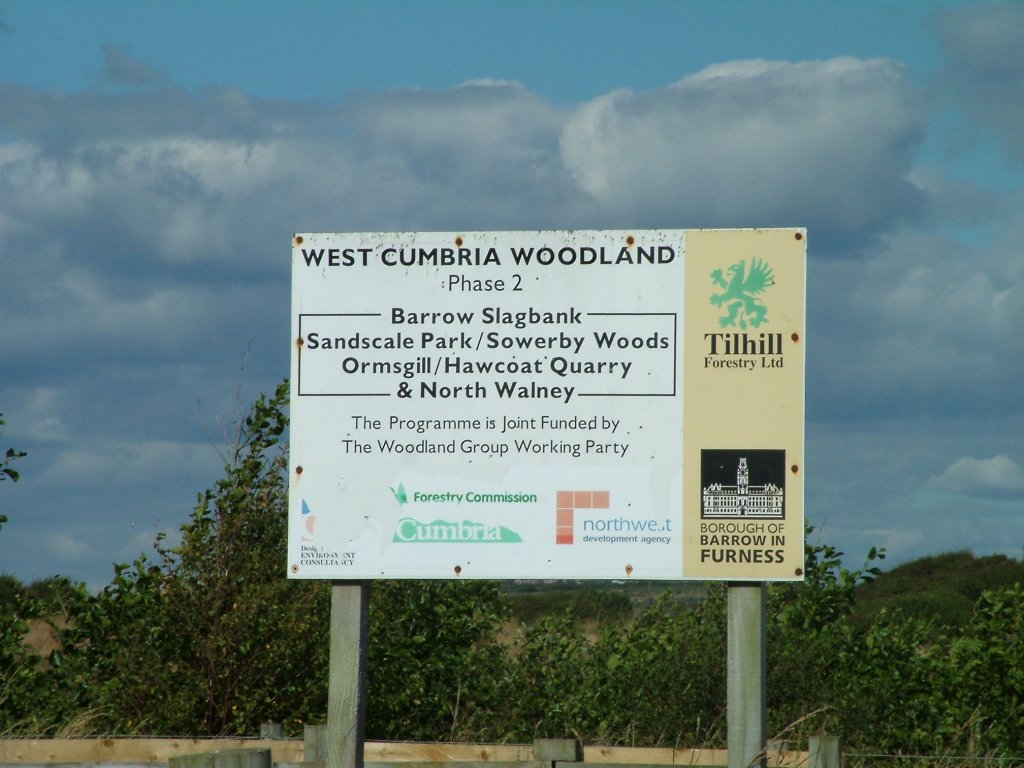 WEST CUMBRIA WOODLAND
Phase 2
Barrow Slagbank
Sandscale Park/Sowerby Woods
Ormsgill/Hawcoat Quarry
& North Walney
The Programme is Joint Funded by
The Woodland Group Working Party
Forestry Commission
Cumbria
development agency
Tilhill
Forestry Ltd
BOROUGH OF
BARROW IN
FURNESS